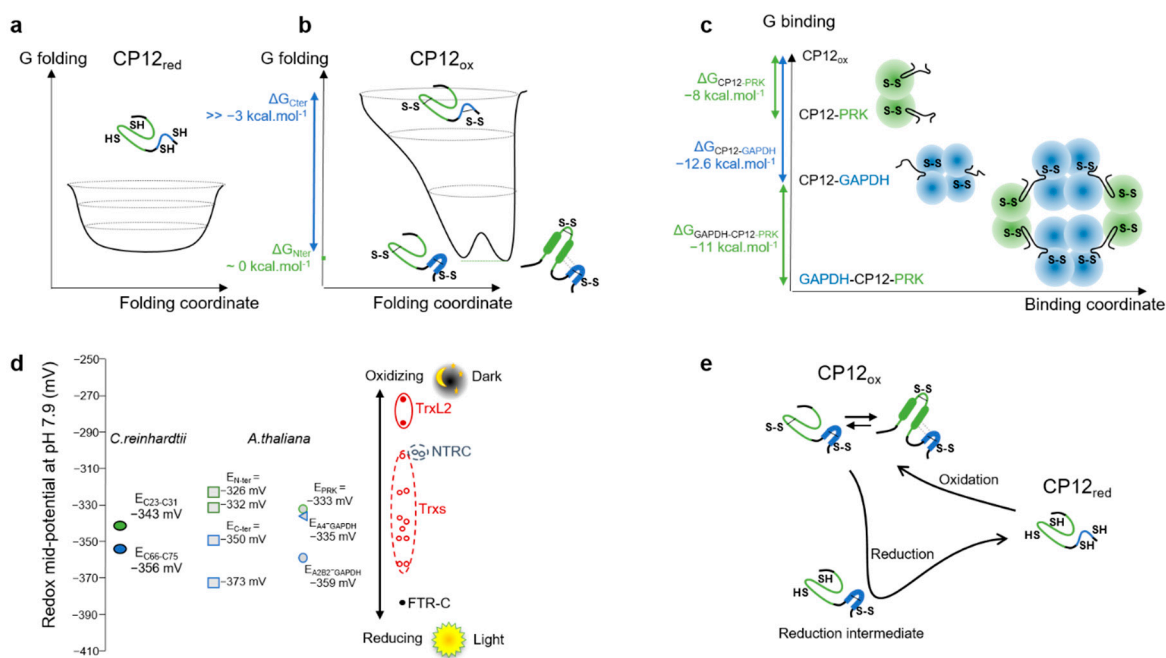 a
G folding
CP12red
HS
SH
SH
SH
Folding coordinate
b
G folding
CP12ox
ΔGCter
>> −3 kcal.mol-1
ΔGNter
~ 0 kcal.mol-1
S-S
S-S
S-S
S-S
S-S
S-S
Folding coordinate
c
G binding
CP12ox
ΔGCP12-PRK
−8 kcal.mol-1
CP12-PRK
S-S
S-S
ΔGCP12-GAPDH
−12.6 kcal.mol-1
CP12-GAPDH
S-S
S-S
ΔGGAPDH-CP12-PRK
−11 kcal.mol-1
GAPDH-CP12-PRK
S-S
S-S
S-S
S-S
S-S
S-S
S-S
S-S
Binding coordinate
d
Redox mid-potential at pH 7.9 (mV)
−250
−270
−290
−310
−330
−350
−370
−390
−410
C.reinhardtii
EC23-C31
−343 mV
EC66-C75
−356 mV
A.thaliana
EN-ter =
−326 mV
−332 mV
EC-ter =
−350 mV
−373 mV
EPRK =
−333 mV
EA4-GAPDH
−335 mV
EA2B2-GAPDH
−359 mV
Oxidizing
Dark
TrxL2
NTRC
Trxs
FTR-C
Reducing
Light
e
CP12ox
S-S
S-S
S-S
S-S
Oxidation
CP12red
HS
SH
SH
SH
Reduction
HS
SH
S-S
Reduction intermediate